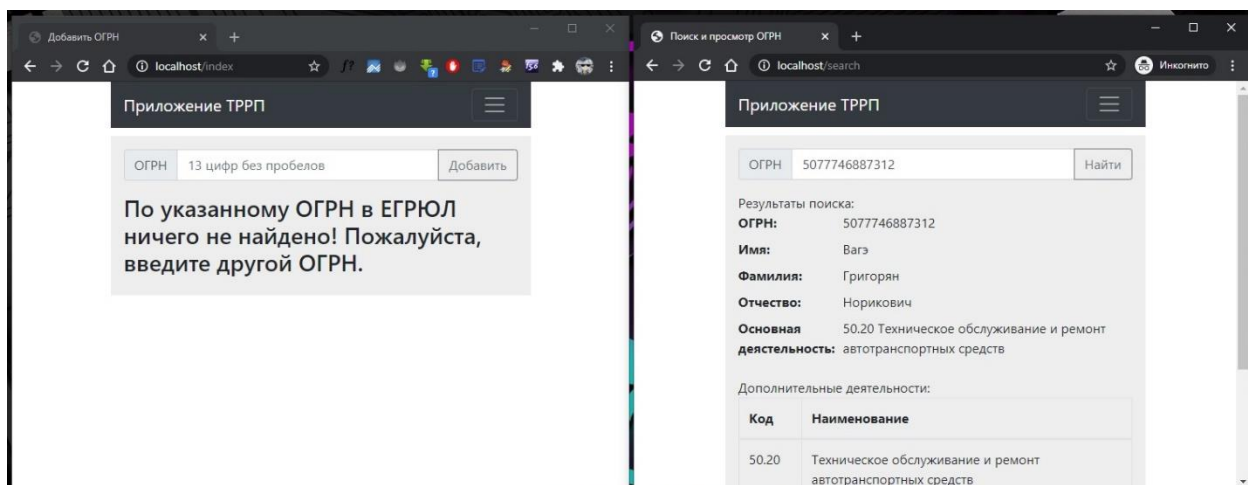 Добавить ОГРН
localhost/index
Приложение ТРРП
ОГРН 13 цифр без пробелов Добавить
По указанному ОГРН в ЕГРЮЛ
ничего не найдено! Пожалуйста,
введите другой ОГРН.
Поиск и просмотр ОГРН
localhost/search
Инкогнито
Приложение ТРРП
ОГРН 5077746887312 Найти
Результаты поиска:
ОГРН: 5077746887312
Имя: Вагэ
Фамилия: Григорян
Отчество: Норикович
Основная 50.20 Техническое обслуживание и ремонт
деястельность: автотранспортных средств
Дополнительные деятельности:
Код Наименование
50.20 Техническое обслуживание и ремонт
автотранспортных средств